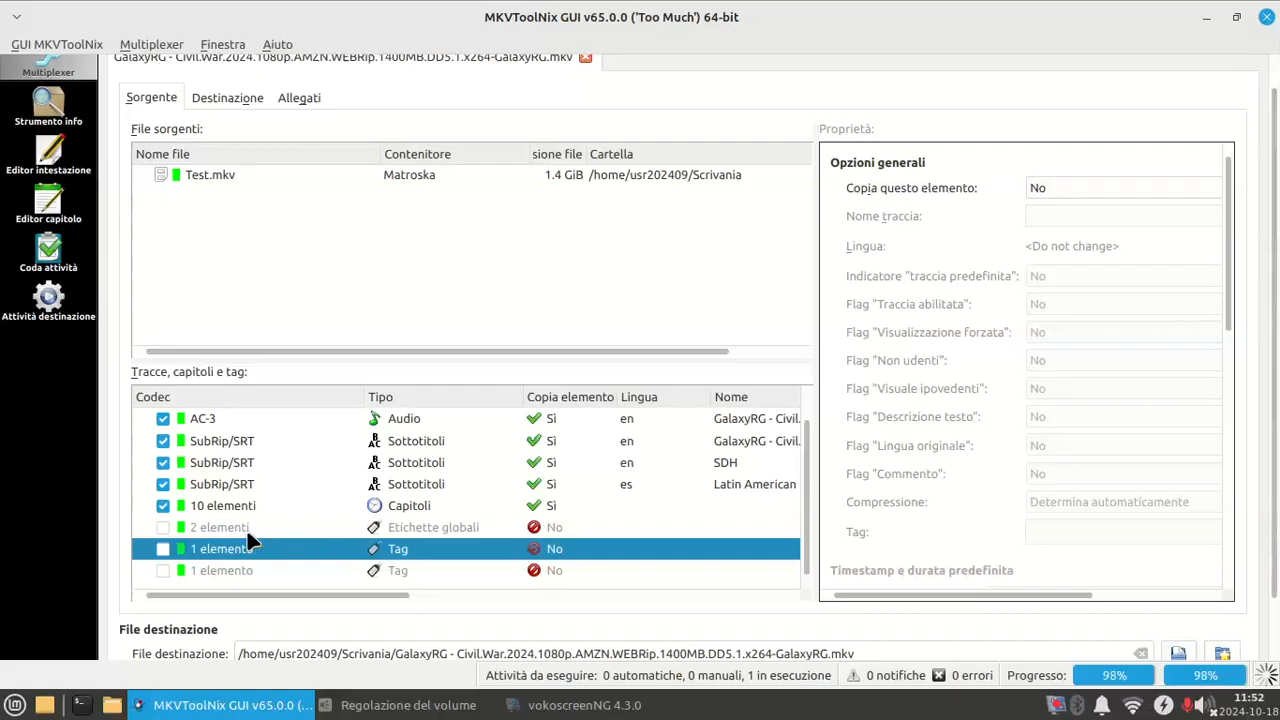 MKVToolNix GUI v65.0.0 ('Too Much') 64-bit
GUI MKVToolNix Multiplexer Finestra Aiuto
GalaxyRG - Civil.War.2024.1080p.AMZN.WEBRip.1400MB.DD5.1.x264-GalaxyRG.mkv
Multiplexer
Strumento info
Editor intestazione
Editor capitolo
Coda attività
Attività destinazione
Sorgente Destinazione Allegati
File sorgenti:
Nome file Contenitore sione file Cartella
Test.mkv Matroska 1.4 GiB /home/usr202409/Scrivania
Tracce, capitoli e tag:
Codec Tipo Copia elemento Lingua Nome
AC-3 Audio Sì en GalaxyRG - Civil.
SubRip/SRT Sottotitoli Sì en GalaxyRG - Civil.
SubRip/SRT Sottotitoli Sì en SDH
SubRip/SRT Sottotitoli Sì es Latin American
10 elementi Capitoli Sì
2 elementi Etichette globali No
1 elemento Tag No
1 elemento Tag No
Proprietà:
Opzioni generali
Copia questo elemento: No
Nome traccia:
Lingua: <Do not change>
Indicatore "traccia predefinita": No
Flag "Traccia abilitata": No
Flag "Visualizzazione forzata": No
Flag "Non udenti": No
Flag "Visuale ipovedenti": No
Flag "Descrizione testo": No
Flag "Lingua originale": No
Flag "Commento": No
Compressione: Determina automaticamente
Tag:
Timestamp e durata predefinita
File destinazione
File destinazione: /home/usr202409/Scrivania/GalaxyRG - Civil.War.2024.1080p.AMZN.WEBRip.1400MB.DD5.1.x264-GalaxyRG.mkv
Attività da eseguire: 0 automatiche, 0 manuali, 1 in esecuzione 0 notifiche 0 errori Progresso: 98% 98%
MKVToolNix GUI v65.0.0 (... Regolazione del volume vokoscreenNG 4.3.0
11:52
2024-10-18